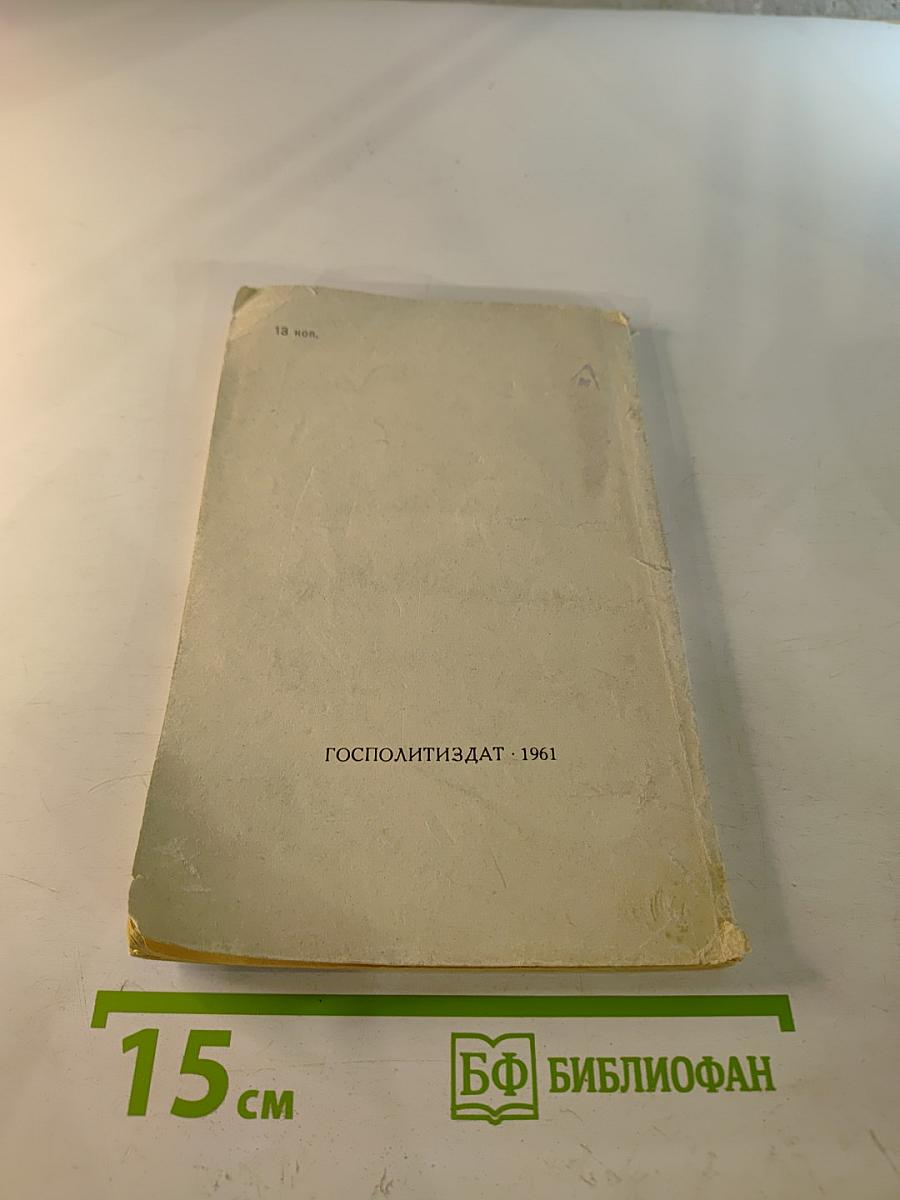 13 коп.
ГОСПОЛИТИЗДАТ · 1961
15 см
БФ БИБЛИОФАН